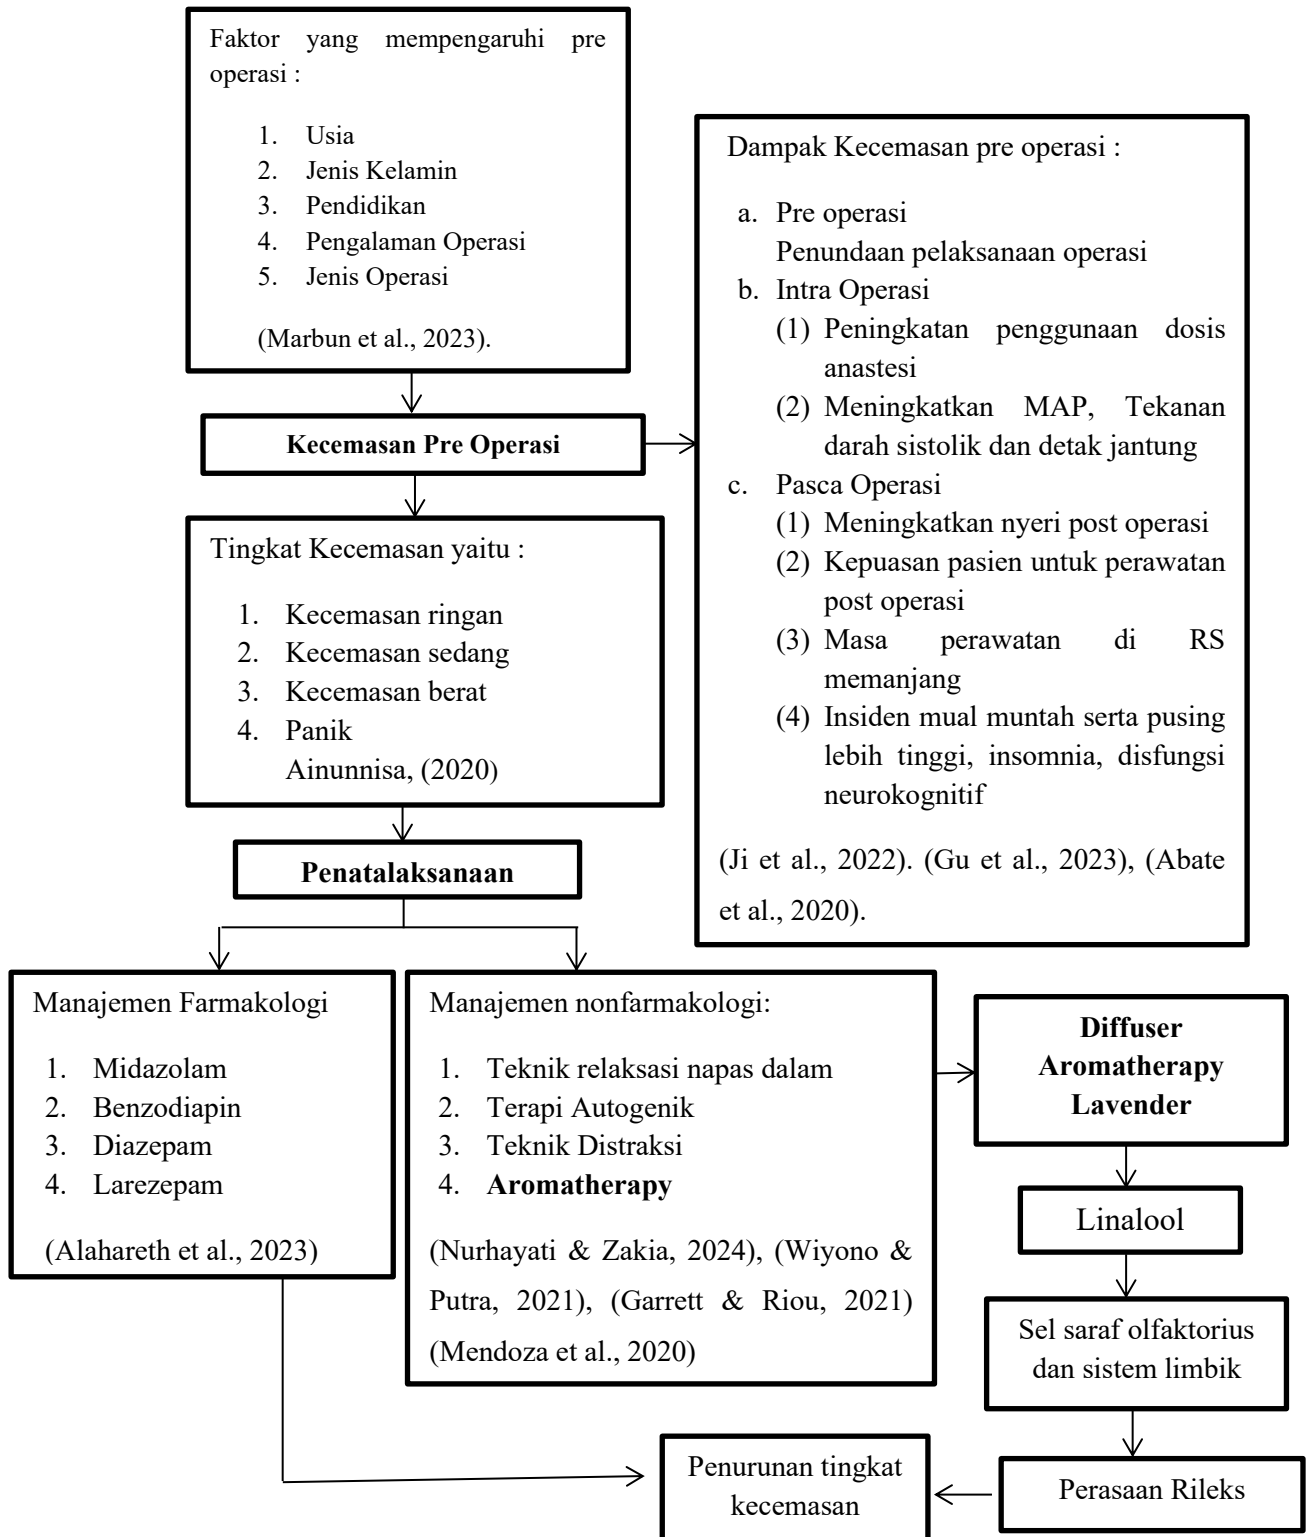 Faktor yang mempengaruhi pre
operasi :
1. Usia
2. Jenis Kelamin
3. Pendidikan
4. Pengalaman Operasi
5. Jenis Operasi
(Marbun et al., 2023).
Kecemasan Pre Operasi
Dampak Kecemasan pre operasi :
a. Pre operasi
Penundaan pelaksanaan operasi
b. Intra Operasi
(1) Peningkatan penggunaan dosis
anastesi
(2) Meningkatkan MAP, Tekanan
darah sistolik dan detak jantung
c. Pasca Operasi
(1) Meningkatkan nyeri post operasi
(2) Kepuasan pasien untuk perawatan
post operasi
(3) Masa perawatan di RS
memanjang
(4) Insiden mual muntah serta pusing
lebih tinggi, insomnia, disfungsi
neurokognitif
(Ji et al., 2022). (Gu et al., 2023), (Abate
et al., 2020).
Tingkat Kecemasan yaitu :
1. Kecemasan ringan
2. Kecemasan sedang
3. Kecemasan berat
4. Panik
Ainunnisa, (2020)
Penatalaksanaan
Manajemen Farmakologi
1. Midazolam
2. Benzodiapin
3. Diazepam
4. Larezepam
(Alahareth et al., 2023)
Manajemen nonfarmakologi:
1. Teknik relaksasi napas dalam
2. Terapi Autogenik
3. Teknik Distraksi
4. Aromatherapy
(Nurhayati & Zakia, 2024), (Wiyono &
Putra, 2021), (Garrett & Riou, 2021)
(Mendoza et al., 2020)
Diffuser
Aromatherapy
Lavender
Linalool
Sel saraf olfaktorius
dan sistem limbik
Perasaan Rileks
Penurunan tingkat
kecemasan